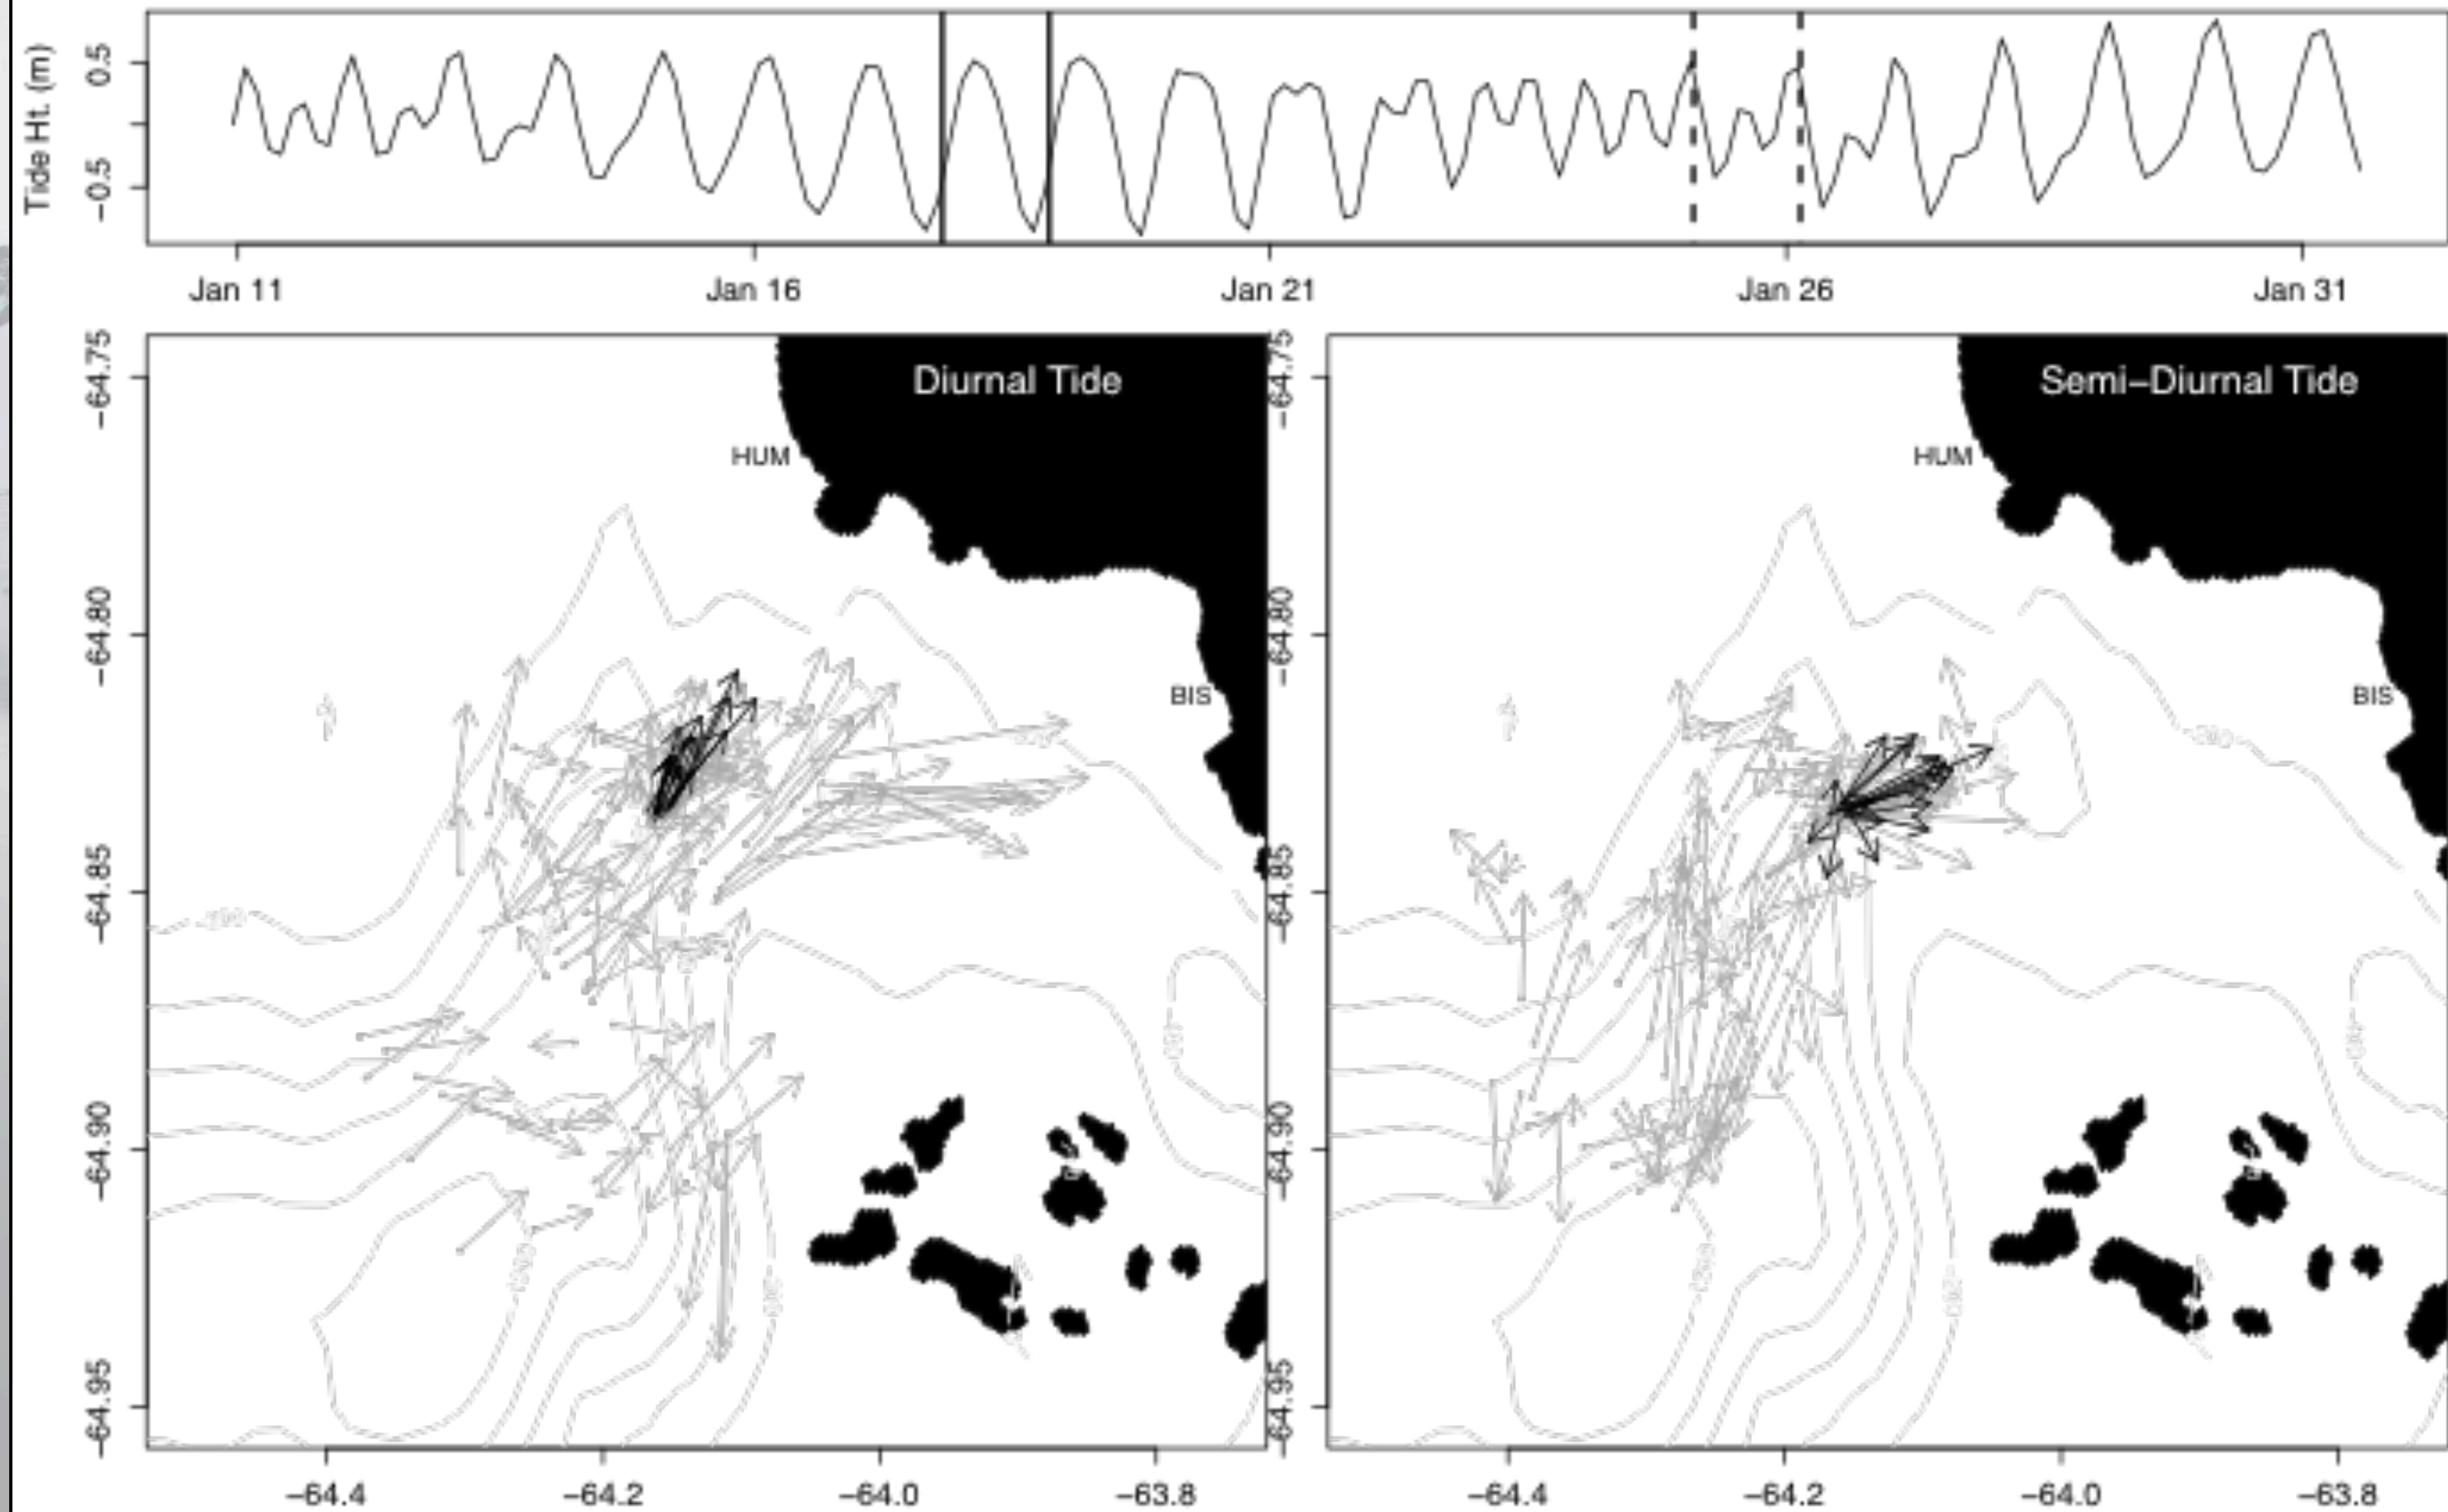 Tide Ht. (m)
0.5
−0.5
Jan 11
Jan 16
Jan 21
Jan 26
Jan 31
Diurnal Tide
HUM
BIS
−64.75
−64.80
−64.85
−64.90
−64.95
−64.4
−64.2
−64.0
−63.8
Semi−Diurnal Tide
HUM
BIS
−64.75
−64.80
−64.85
−64.90
−64.95
−64.4
−64.2
−64.0
−63.8